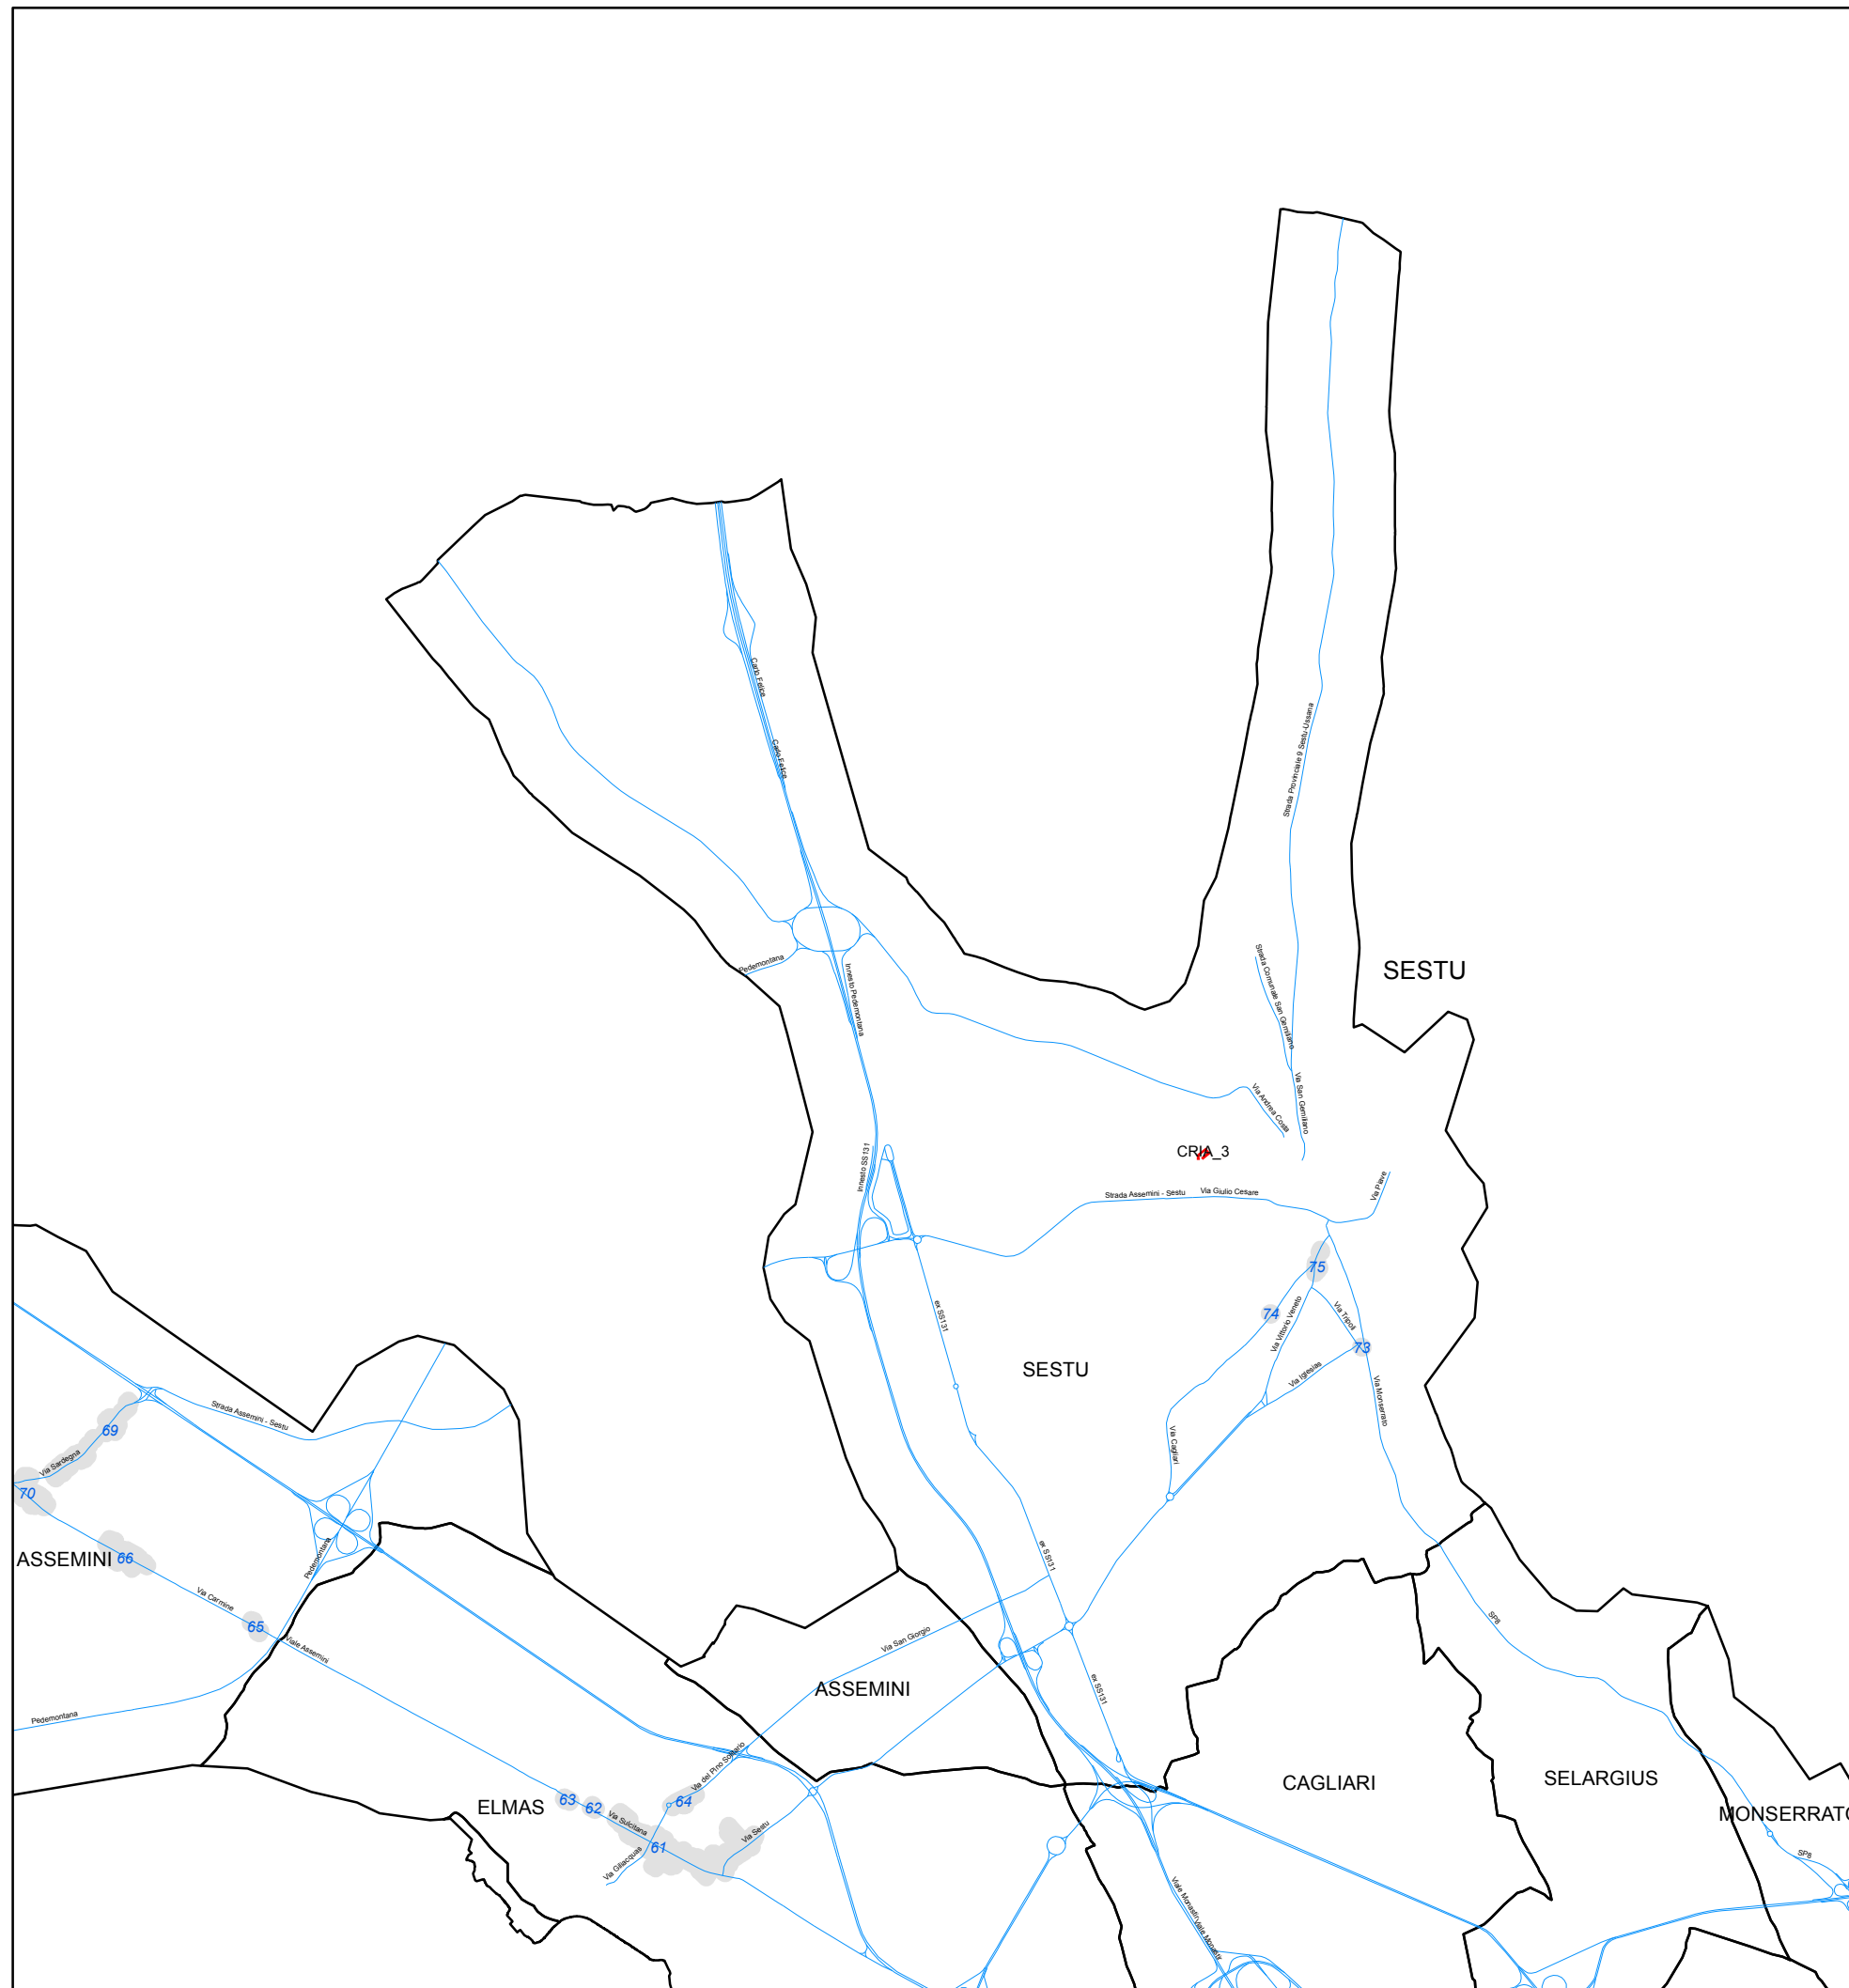 Carlo Felice
Carlo Felice
Strada Provinciale 9 Sestu-Ussana
Pedemontana
Innesto Pedemontana
Strada Comunale San Gemiliano
SESTU
Via Andrea Costa
Via San Gemiliano
CRIA_3
Innesto SS131
Strada Assemini - Sestu
Via Giulio Cesare
Via Piave
75
74
ex SS131
Via Vittorio Veneto
Via Tripoli
73
SESTU
Via Iglesias
Via Monserrato
Strada Assemini - Sestu
69
Via Sardegna
Via Cagliari
70
ASSEMINI
66
Pedemontana
ex SS131
Via Carmine
65
Viale Assemini
SP8
Via San Giorgio
ASSEMINI
ex SS131
Pedemontana
Via del Pino Solitario
CAGLIARI
SELARGIUS
ELMAS
63
62
64
MONSERRATO
Via Sulcitana
Via Sestu
61
Via Giliacquas
SP8
Viale Monastir
Viale Monastir